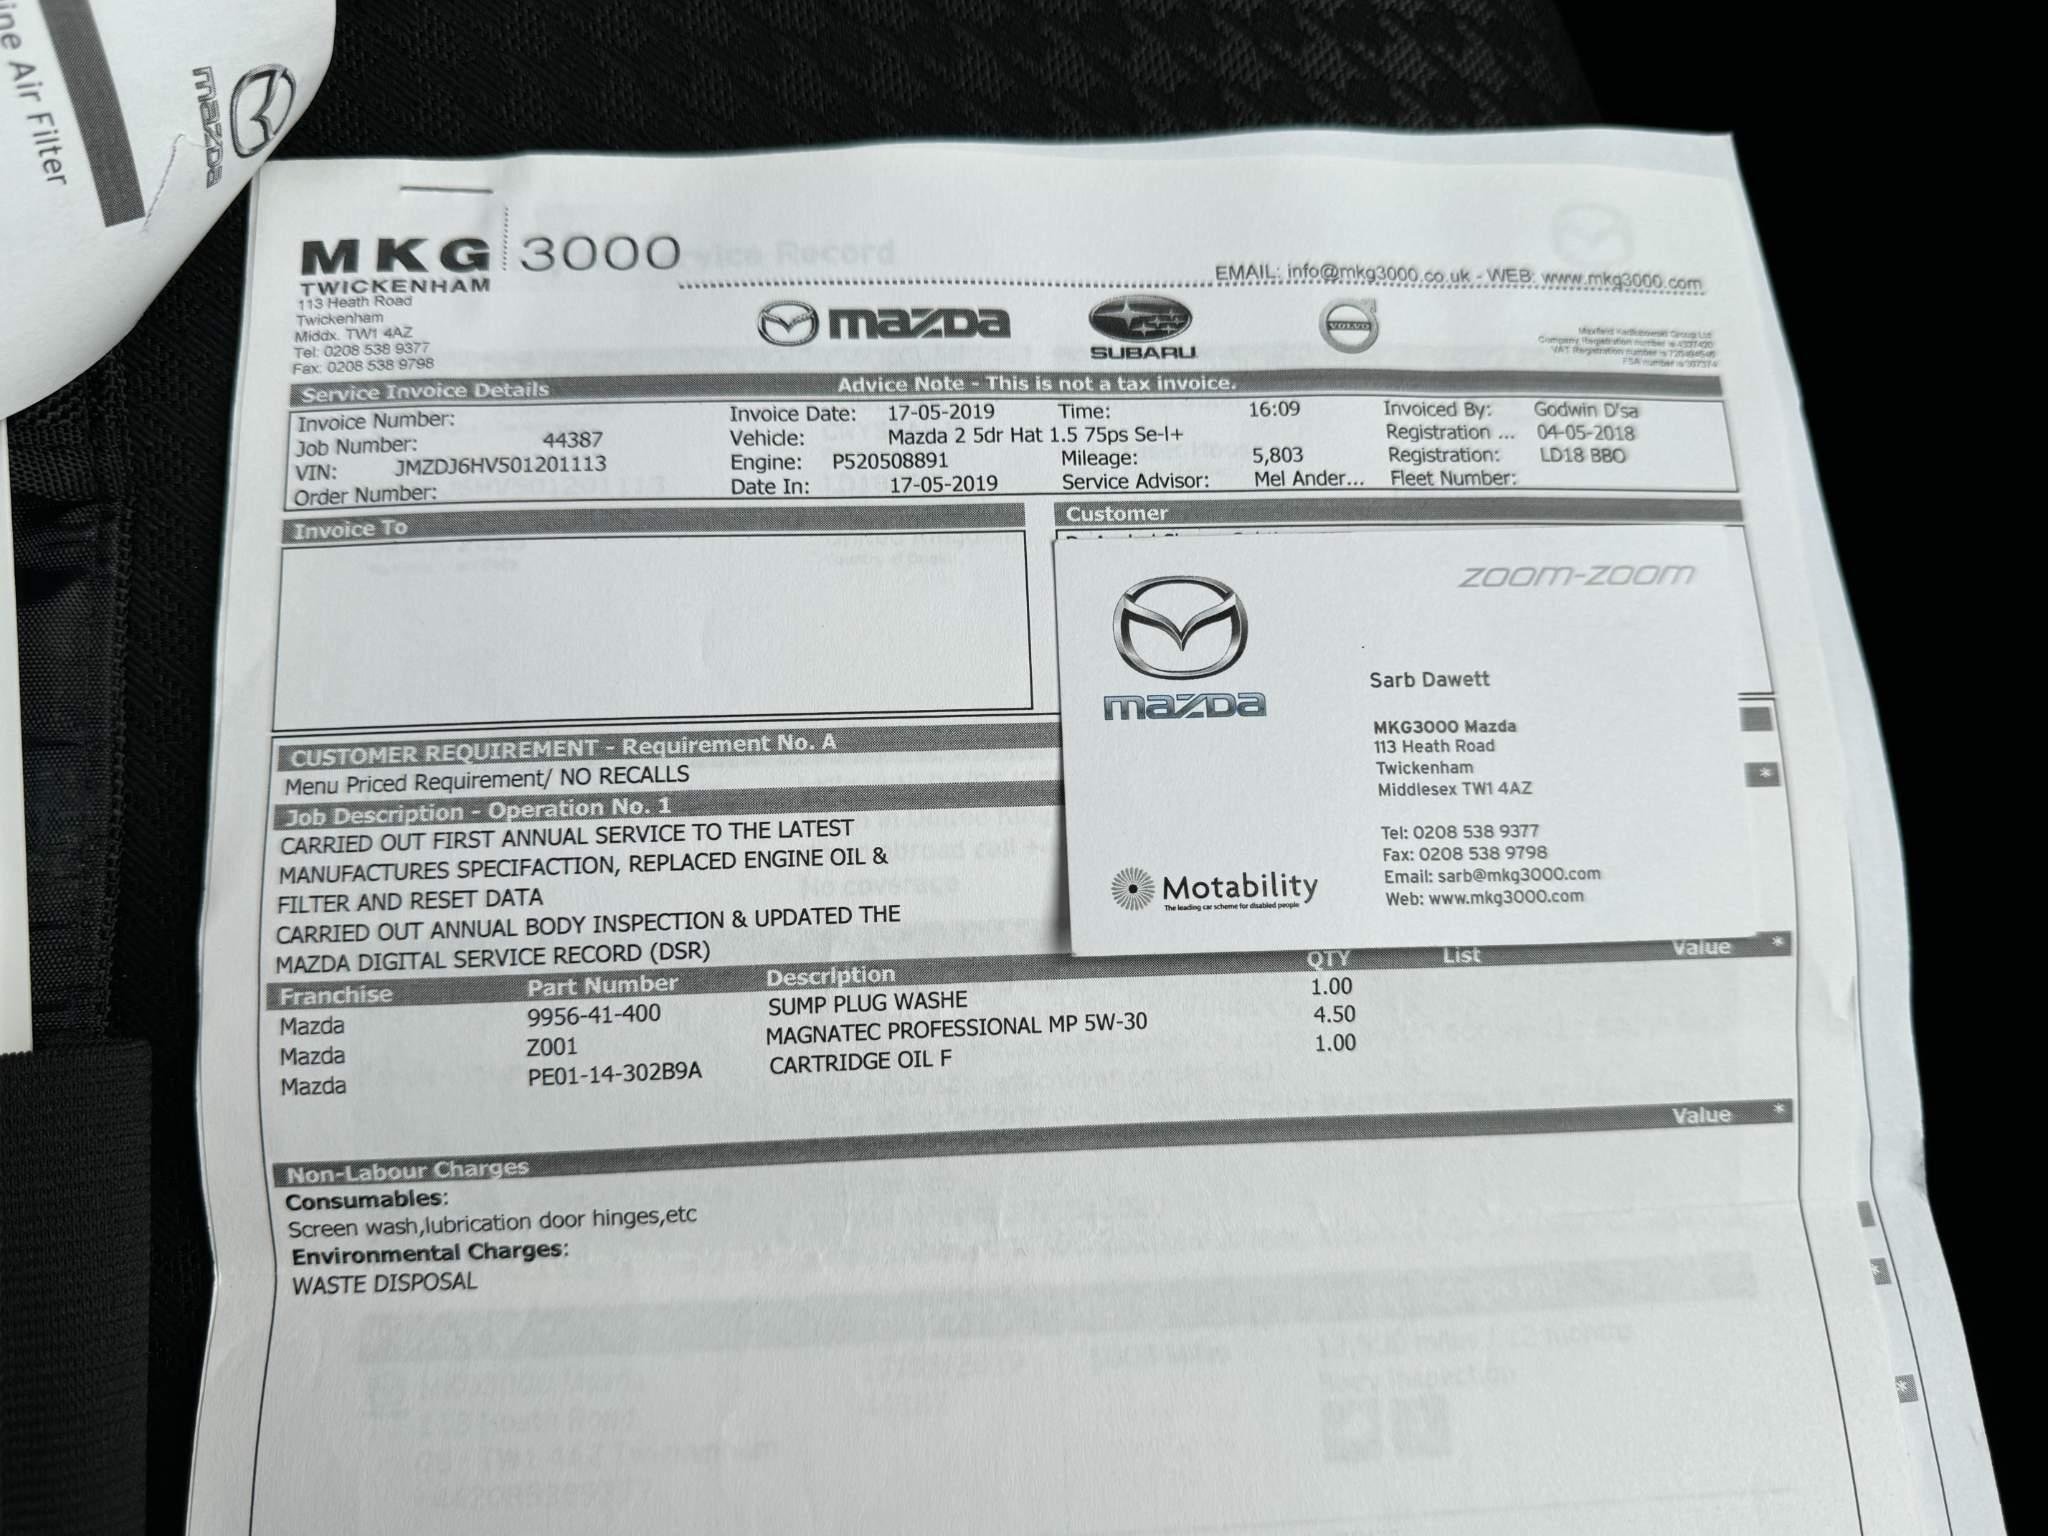 ine Air Filter
mazDa
MKG 3000
TWICKENHAM
113 Heath Road
Twickenham
Middx. TW1 4AZ
Tel: 0208 538 9377
Fax: 0208 538 9798
EMAIL: info@mkg3000.co.uk - WEB: www.mkg3000.com
mazDa
SUBARU
VOLVO
Service Invoice Details Advice Note - This is not a tax invoice.
Invoice Number: Invoice Date: 17-05-2019 Time: 16:09 Invoiced By: Godwin D'sa
Job Number: 44387 Vehicle: Mazda 2 5dr Hat 1.5 75ps Se-l+ Registration ... 04-05-2018
VIN: JMZDJ6HV501201113 Engine: P520508891 Mileage: 5,803 Registration: LD18 BBO
Order Number: Date In: 17-05-2019 Service Advisor: Mel Ander... Fleet Number:
Invoice To Customer
zoom-zoom
mazDa
Sarb Dawett
MKG3000 Mazda
113 Heath Road
Twickenham
Middlesex TW1 4AZ
Tel: 0208 538 9377
Fax: 0208 538 9798
Email: sarb@mkg3000.com
Web: www.mkg3000.com
Motability
The leading car scheme for disabled people
CUSTOMER REQUIREMENT - Requirement No. A
Menu Priced Requirement/ NO RECALLS
Job Description - Operation No. 1 *
CARRIED OUT FIRST ANNUAL SERVICE TO THE LATEST
MANUFACTURES SPECIFACTION, REPLACED ENGINE OIL &
FILTER AND RESET DATA
CARRIED OUT ANNUAL BODY INSPECTION & UPDATED THE
MAZDA DIGITAL SERVICE RECORD (DSR)
Franchise Part Number Description QTY List Value *
Mazda 9956-41-400 SUMP PLUG WASHE 1.00
Mazda Z001 MAGNATEC PROFESSIONAL MP 5W-30 4.50
Mazda PE01-14-302B9A CARTRIDGE OIL F 1.00
Non-Labour Charges Value *
Consumables:
Screen wash,lubrication door hinges,etc
Environmental Charges:
WASTE DISPOSAL